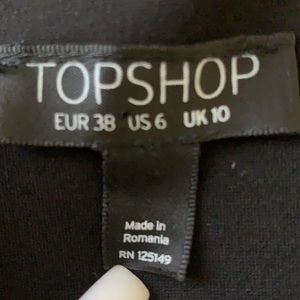 TOPSHOP
EUR 38 US 6 UK 10
Made in
Romania
RN 125149